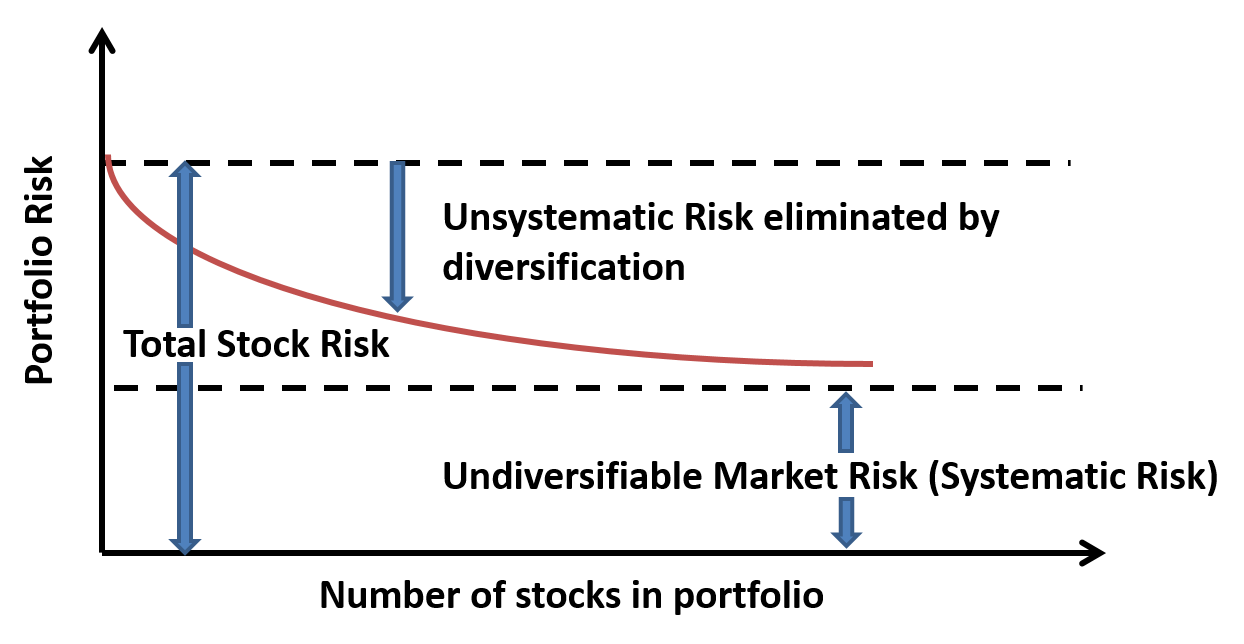 Portfolio Risk
Unsystematic Risk eliminated by
diversification
Total Stock Risk
Undiversifiable Market Risk (Systematic Risk)
Number of stocks in portfolio